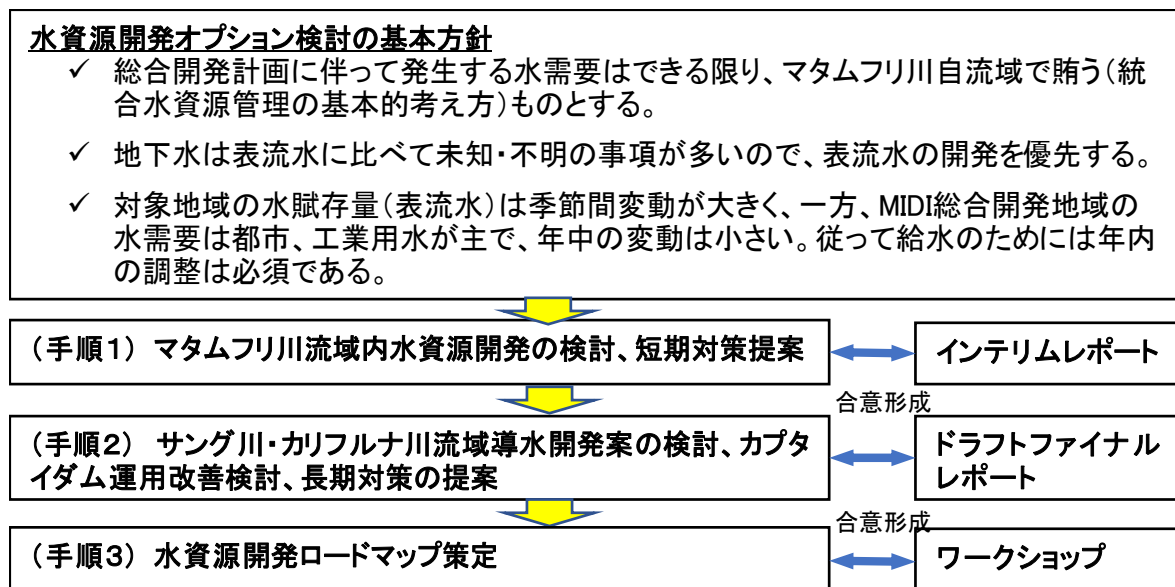 水資源開発オプション検討の基本方針
✓ 総合開発計画に伴って発生する水需要はできる限り、マタムフリ川自流域で賄う(統
合水資源管理の基本的考え方)ものとする。
✓ 地下水は表流水に比べて未知・不明の事項が多いので、表流水の開発を優先する。
✓ 対象地域の水賦存量(表流水)は季節間変動が大きく、一方、MIDI総合開発地域の
水需要は都市、工業用水が主で、年中の変動は小さい。従って給水のためには年内
の調整は必須である。
(手順1) マタムフリ川流域内水資源開発の検討、短期対策提案
インテリムレポート
合意形成
(手順2) サング川・カリフルナ川流域導水開発案の検討、カプタ
イダム運用改善検討、長期対策の提案
ドラフトファイナル
レポート
合意形成
(手順3) 水資源開発ロードマップ策定
ワークショップ